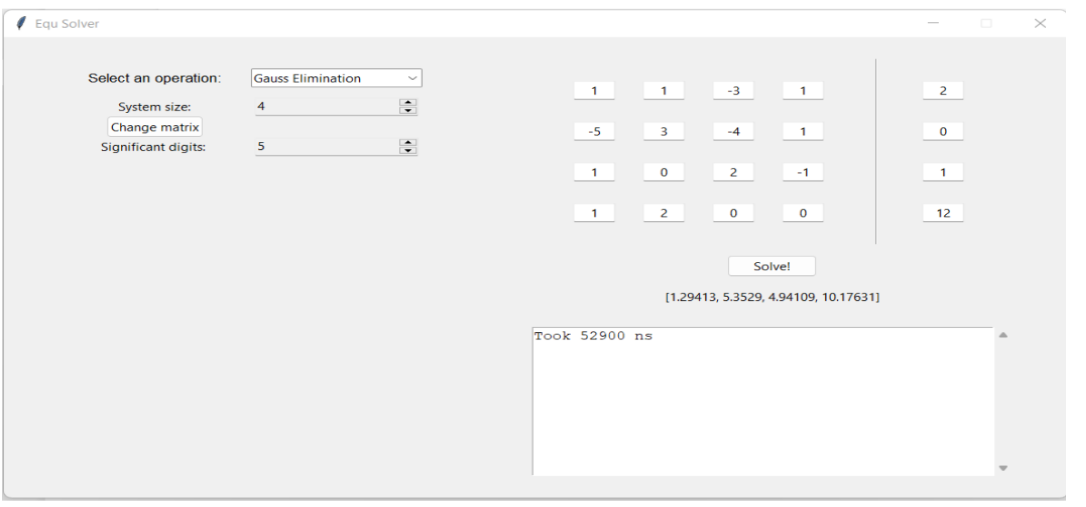 Equ Solver
Select an operation: Gauss Elimination
System size: 4
Change matrix
Significant digits: 5
1 1 -3 1 2
-5 3 -4 1 0
1 0 2 -1 1
1 2 0 0 12
Solve!
[1.29413, 5.3529, 4.94109, 10.17631]
Took 52900 ns